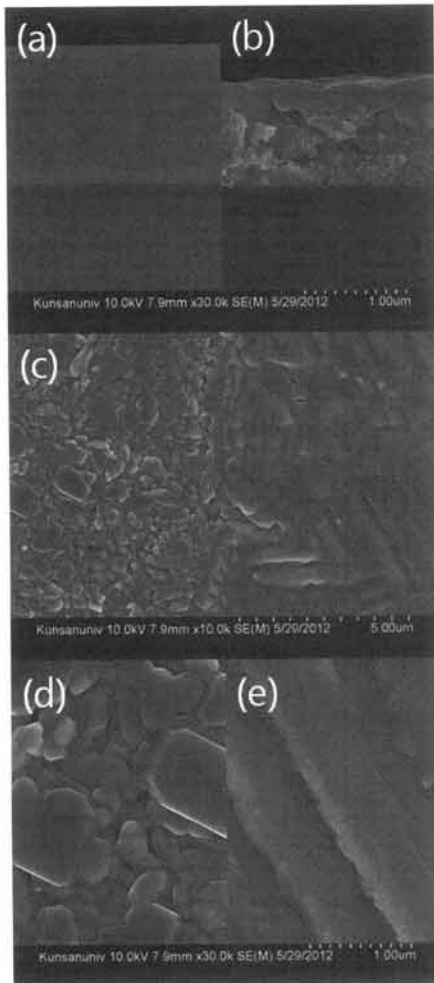 (a) (b)
Kunsanuniv 10.0kV 7.9mm x30.0k SE(M) 5/29/2012 1.00um
(c)
Kunsanuniv 10.0kV 7.9mm x10.0k SE(M) 5/29/2012 5.00um
(d) (e)
Kunsanuniv 10.0kV 7.9mm x30.0k SE(M) 5/29/2012 1.00um